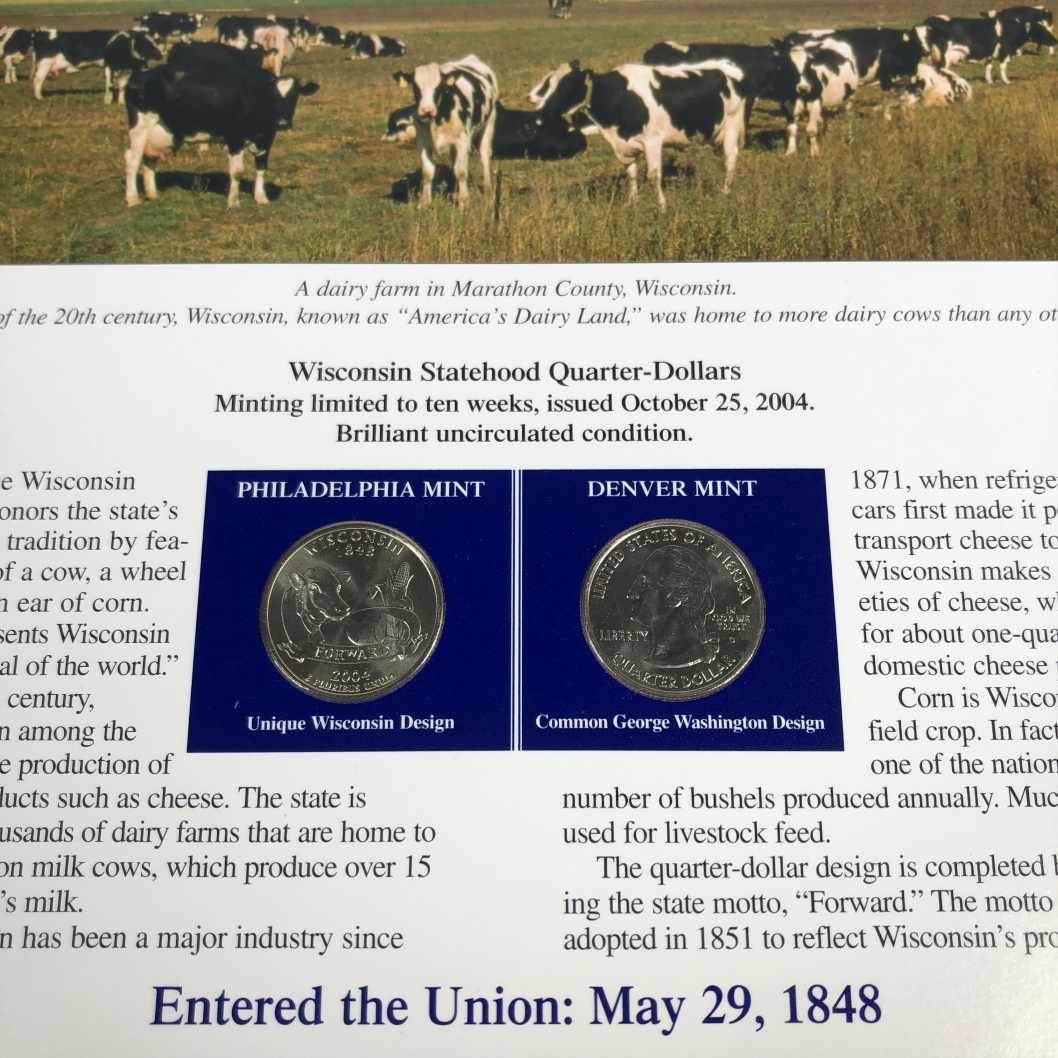 A dairy farm in Marathon County, Wisconsin.
of the 20th century, Wisconsin, known as “America’s Dairy Land,” was home to more dairy cows than any ot
Wisconsin Statehood Quarter-Dollars
Minting limited to ten weeks, issued October 25, 2004.
Brilliant uncirculated condition.
e Wisconsin
onors the state’s
tradition by fea-
of a cow, a wheel
n ear of corn.
sents Wisconsin
al of the world.”
century,
n among the
e production of
ducts such as cheese. The state is
usands of dairy farms that are home to
on milk cows, which produce over 15
’s milk.
n has been a major industry since
PHILADELPHIA MINT
WISCONSIN
1848
FORWARD
2004
E PLURIBUS UNUM
Unique Wisconsin Design
DENVER MINT
UNITED STATES OF AMERICA
IN
GOD WE
TRUST
D
LIBERTY
QUARTER DOLLAR
Common George Washington Design
1871, when refrige
cars first made it p
transport cheese to
Wisconsin makes
eties of cheese, wh
for about one-qua
domestic cheese
Corn is Wisco
field crop. In fact
one of the nation
number of bushels produced annually. Muc
used for livestock feed.
The quarter-dollar design is completed b
ing the state motto, “Forward.” The motto
adopted in 1851 to reflect Wisconsin’s pro
Entered the Union: May 29, 1848